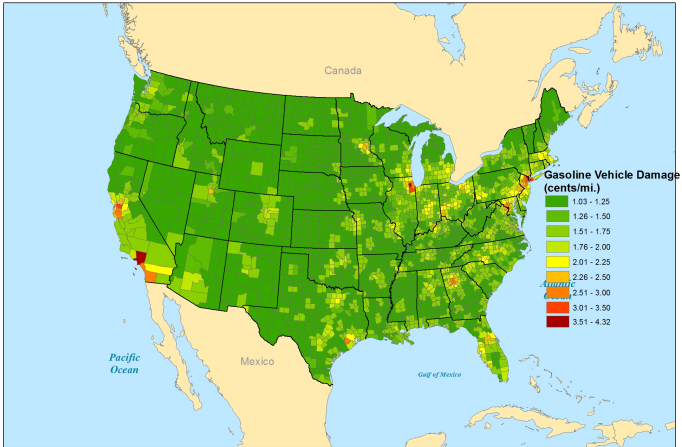 Canada
Gasoline Vehicle Damage
(cents/mi.)
1.03 - 1.25
1.26 - 1.50
1.51 - 1.75
1.76 - 2.00
2.01 - 2.25
2.26 - 2.50
2.51 - 3.00
3.01 - 3.50
3.51 - 4.32
Atlantic
Ocean
Pacific
Ocean
Mexico
Gulf of Mexico